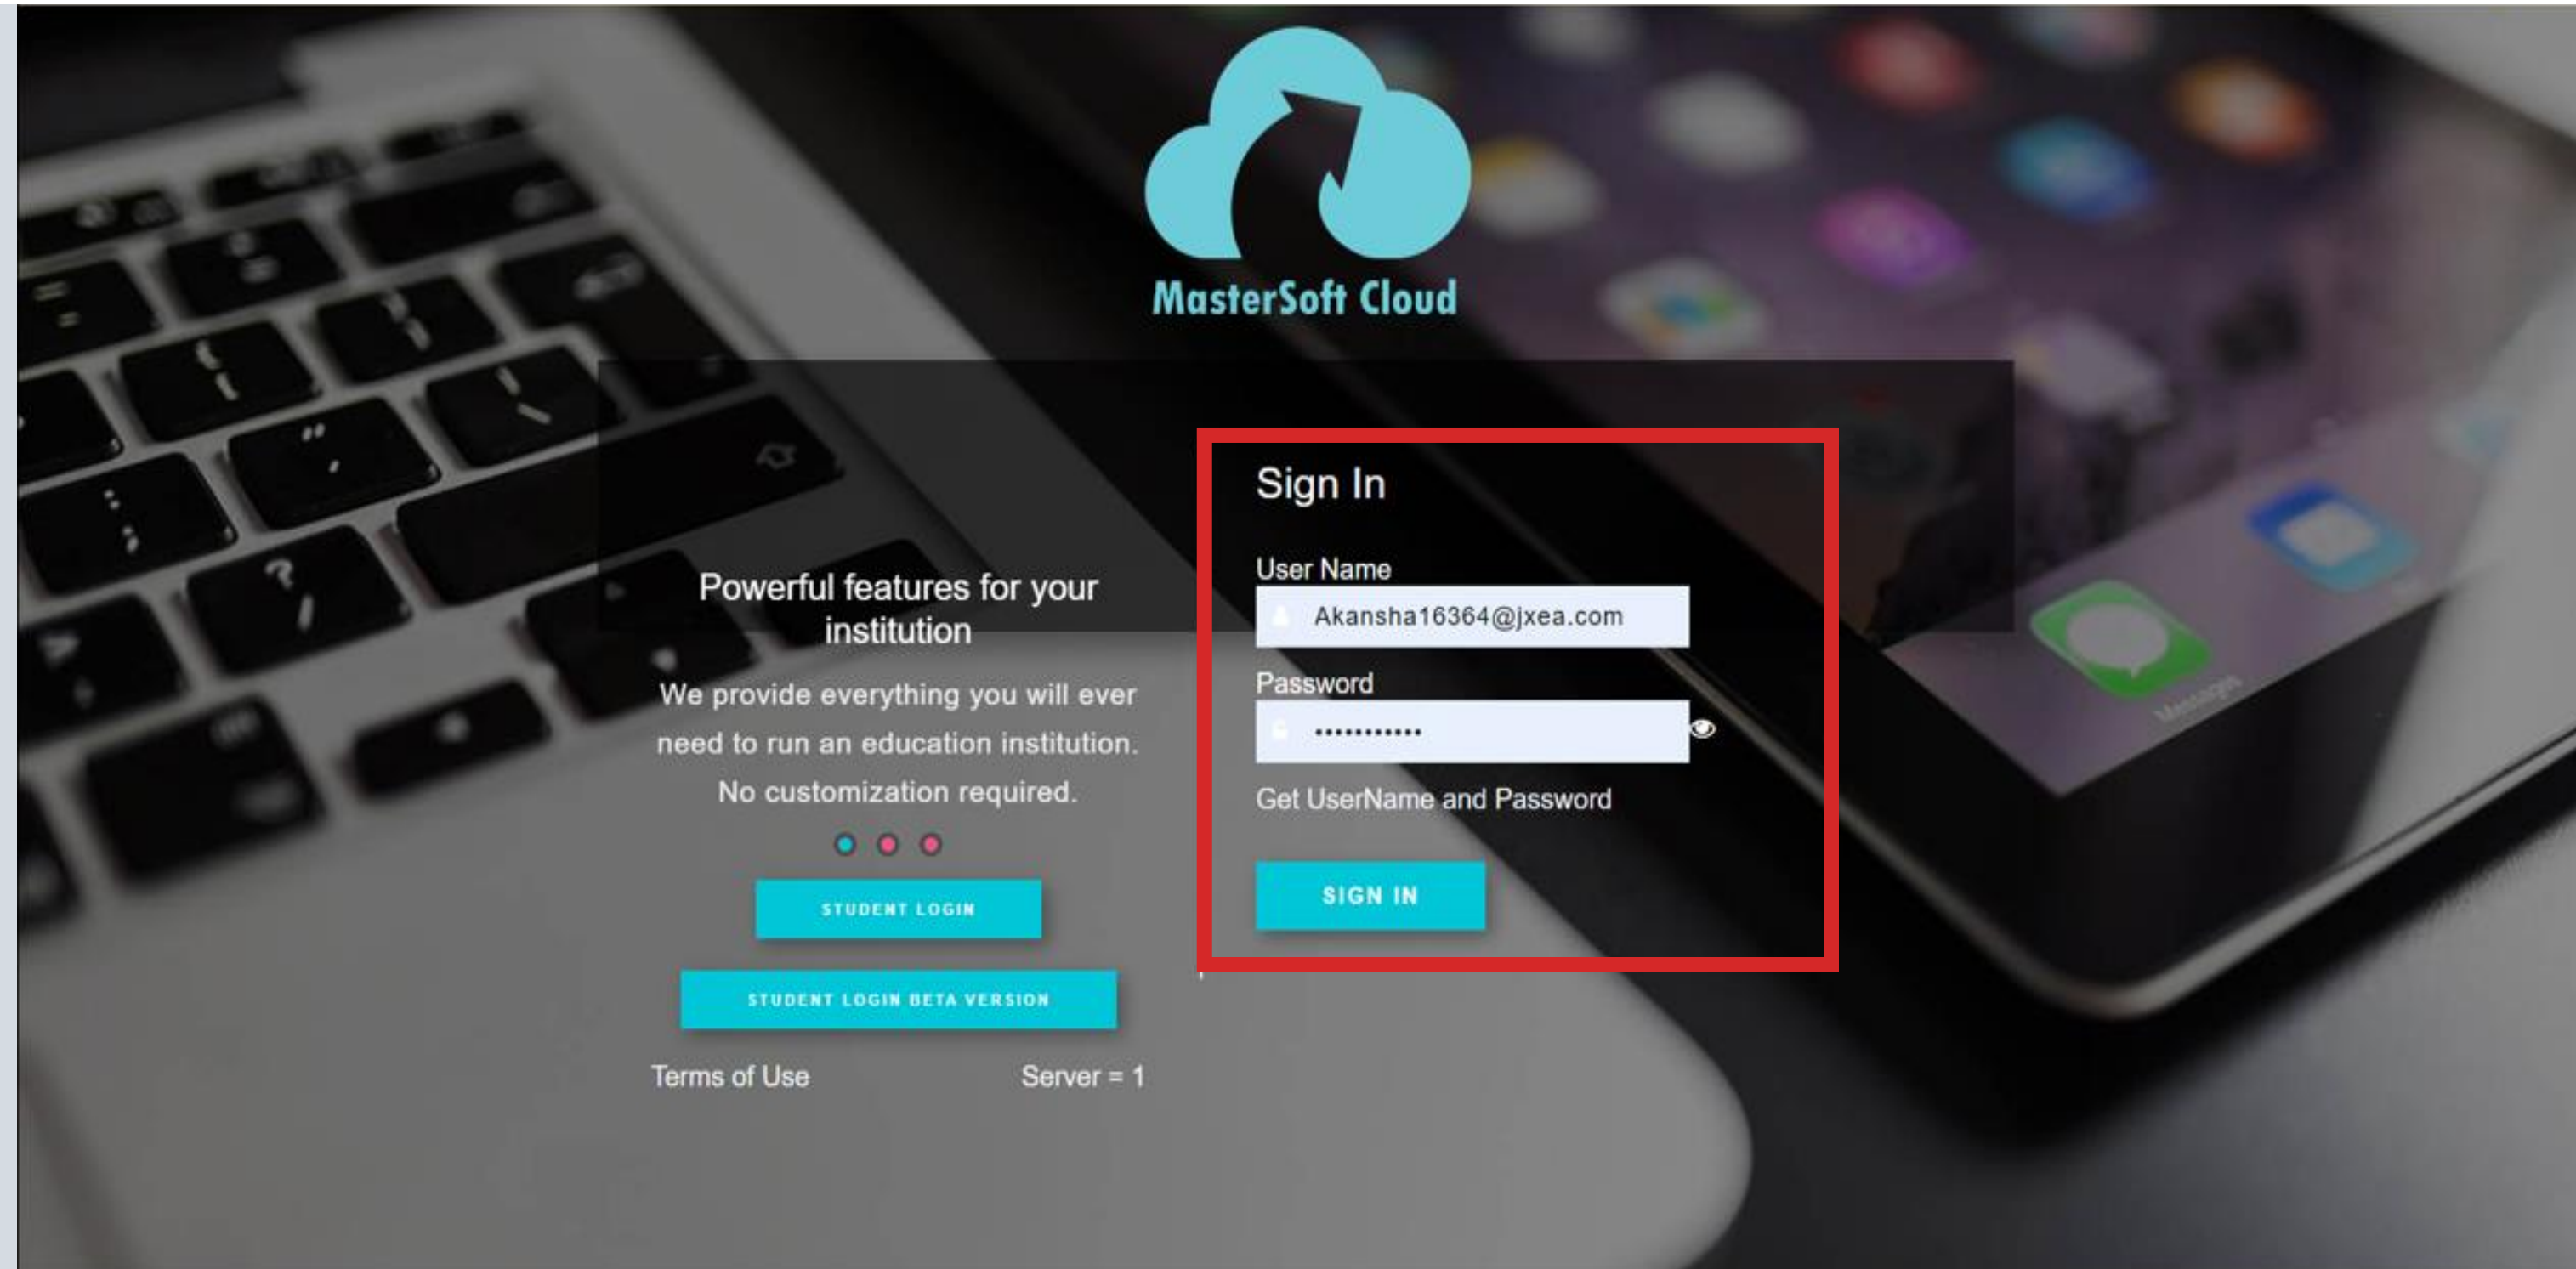 MasterSoft Cloud
Powerful features for your
institution
We provide everything you will ever
need to run an education institution.
No customization required.
STUDENT LOGIN
STUDENT LOGIN BETA VERSION
Terms of Use
Server = 1
Sign In
User Name
Akansha16364@jxea.com
Password
•••••••••••
Get UserName and Password
SIGN IN
Messages